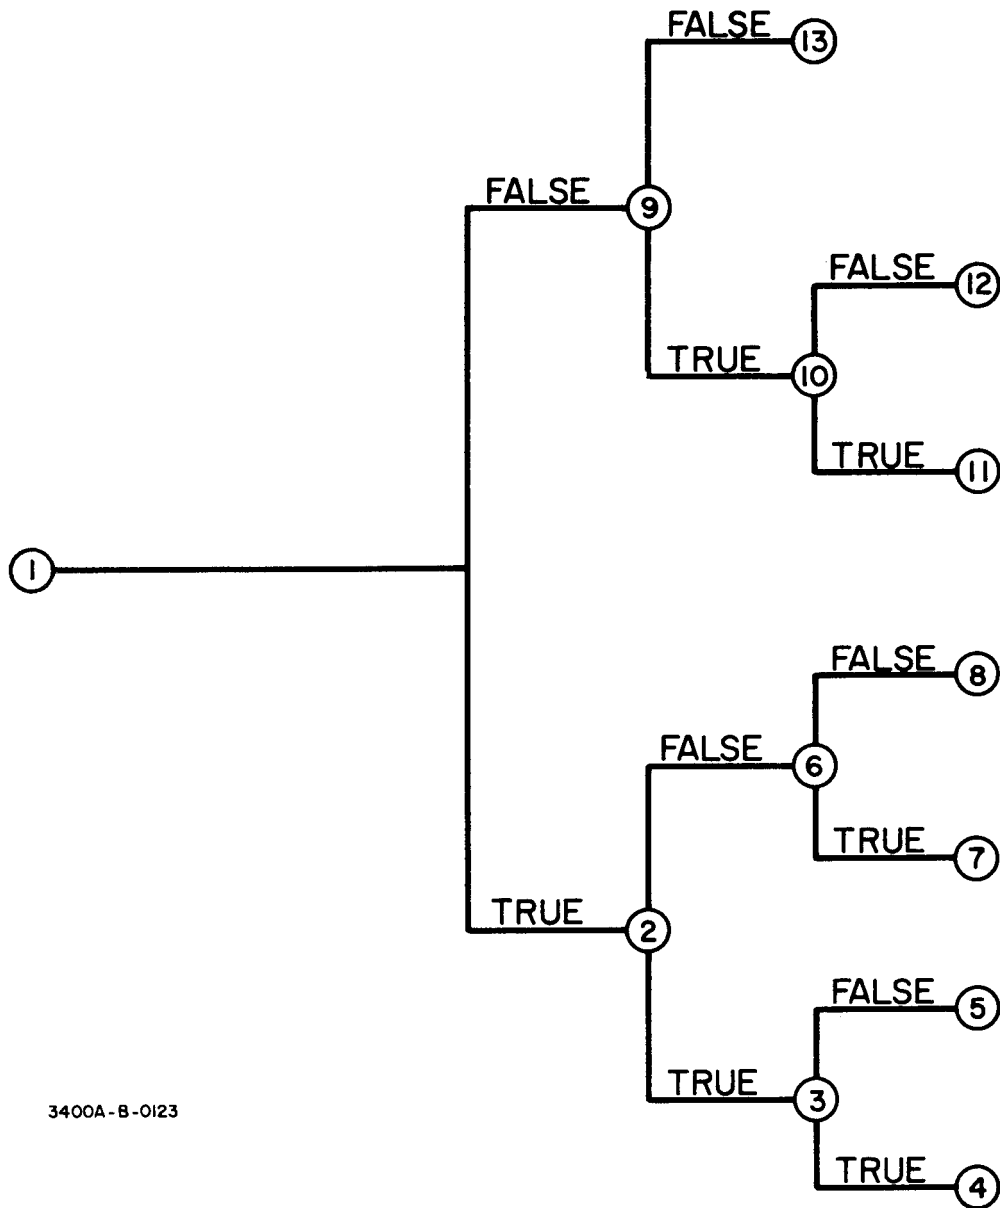 FALSE 13
FALSE 9
FALSE 12
TRUE 10
TRUE 11
1
FALSE 8
FALSE 6
TRUE 7
TRUE 2
FALSE 5
TRUE 3
3400A-B-0123
TRUE 4